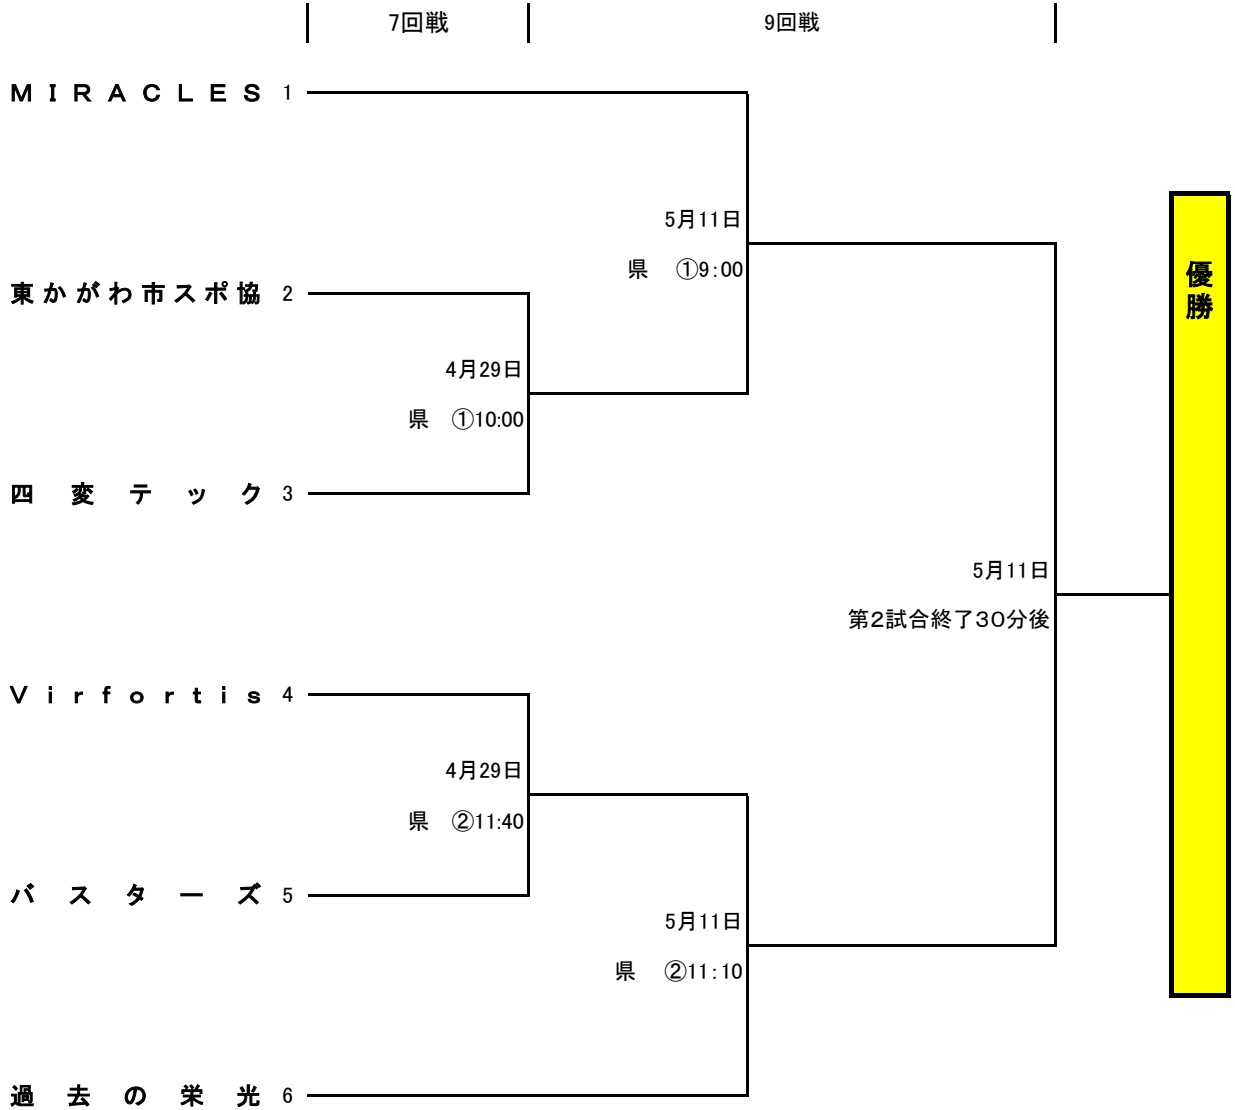 7回戦 9回戦
ＭＩＲＡＣＬＥＳ 1
5月11日
県 ①9:00
東かがわ市スポ協 2
4月29日
県 ①10:00
四変テック 3
5月11日
第2試合終了30分後
Ｖｉｒｆｏｒｔｉｓ 4
4月29日
県 ②11:40
バスターズ 5
5月11日
県 ②11:10
過去の栄光 6
優勝